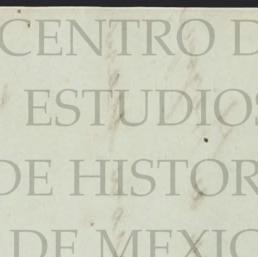 CENTRO D
ESTUDIOS
DE HISTOR
DE MEXIC